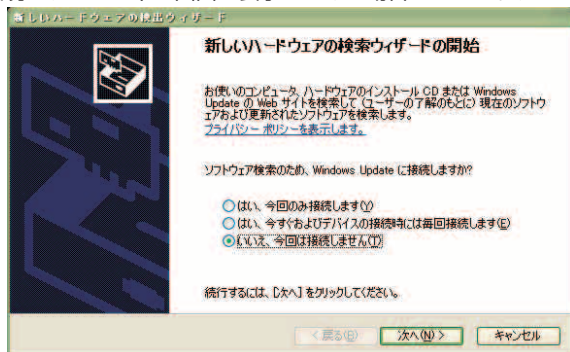 新しいハードウェアの検出ウィザード
新しいハードウェアの検索ウィザードの開始
お使いのコンピュータ、ハードウェアのインストール CD または Windows
Update の Web サイトを検索して (ユーザーの了解のもとに) 現在のソフトウ
ェアおよび更新されたソフトウェアを検索します。
プライバシー ポリシーを表示します。
ソフトウェア検索のため、Windows Update に接続しますか?
はい、今回のみ接続します(Y)
はい、今すぐおよびデバイスの接続時には毎回接続します(E)
いいえ、今回は接続しません(T)
続行するには、[次へ] をクリックしてください。
< 戻る(B) 次へ(N) > キャンセル